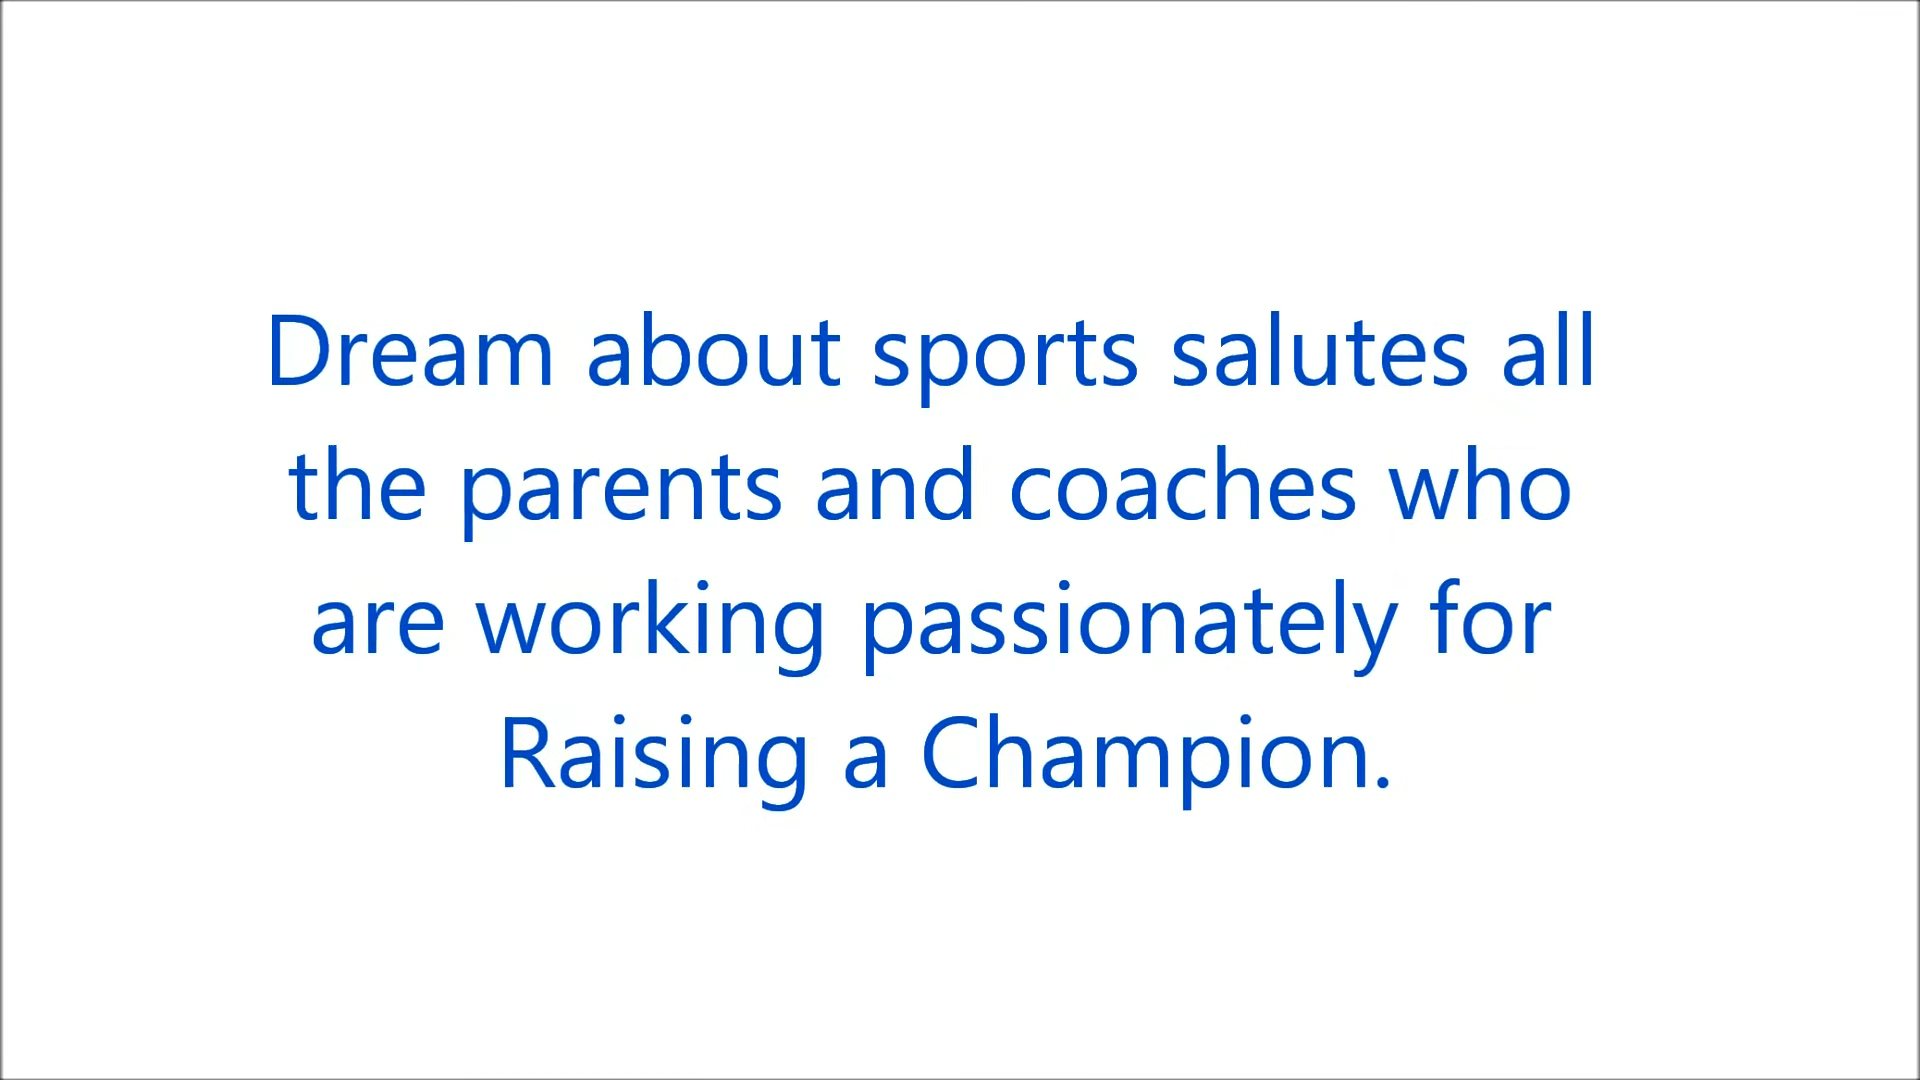 Dream about sports salutes all
the parents and coaches who
are working passionately for
Raising a Champion.